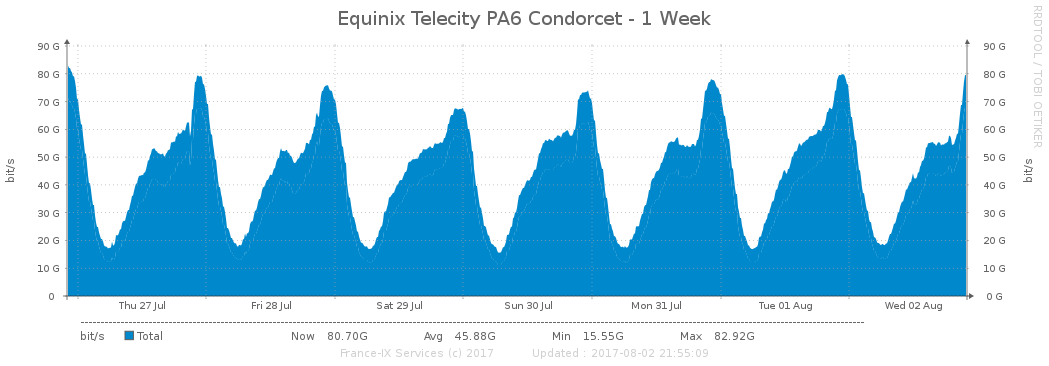 Equinix Telecity PA6 Condorcet - 1 Week
RRDTOOL / TOBI OETIKER
bit/s
90 G
80 G
70 G
60 G
50 G
40 G
30 G
20 G
10 G
0
90 G
80 G
70 G
60 G
50 G
40 G
30 G
20 G
10 G
0 G
bit/s
Thu 27 Jul Fri 28 Jul Sat 29 Jul Sun 30 Jul Mon 31 Jul Tue 01 Aug Wed 02 Aug
bit/s Total Now 80.70G Avg 45.88G Min 15.55G Max 82.92G
France-IX Services (c) 2017 Updated : 2017-08-02 21:55:09